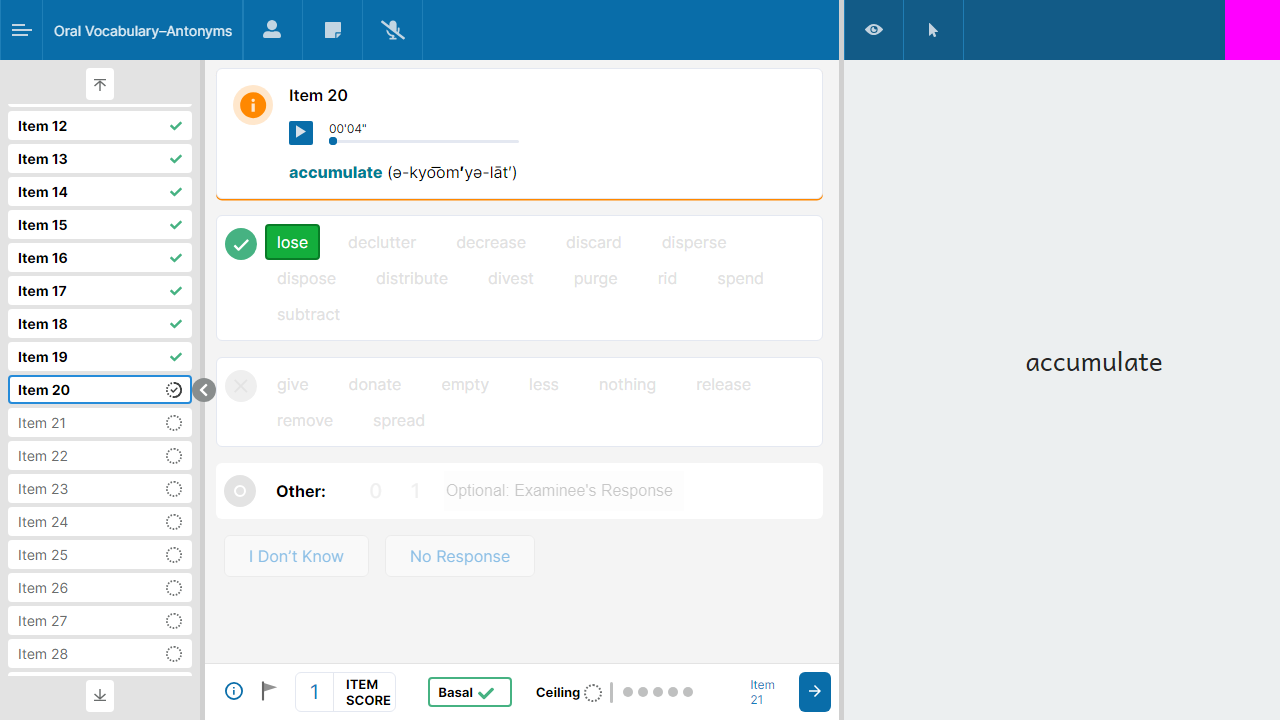 Oral Vocabulary–Antonyms
Item 12
Item 13
Item 14
Item 15
Item 16
Item 17
Item 18
Item 19
Item 20
Item 21
Item 22
Item 23
Item 24
Item 25
Item 26
Item 27
Item 28
Item 20
00'04"
accumulate (ə-kyo͞om′yə-lāt′)
lose declutter decrease discard disperse
dispose distribute divest purge rid spend
subtract
give donate empty less nothing release
remove spread
Other: 0 1 Optional: Examinee's Response
I Don't Know No Response
1 ITEM
SCORE
Basal
Ceiling
Item
21
accumulate